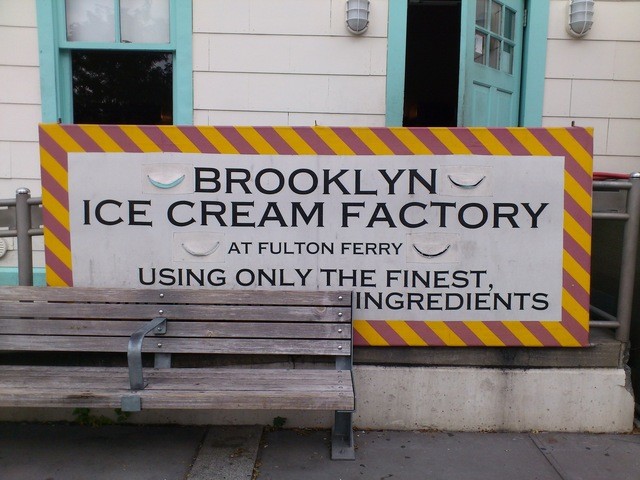 BROOKLYN
ICE CREAM FACTORY
AT FULTON FERRY
USING ONLY THE FINEST,
INGREDIENTS